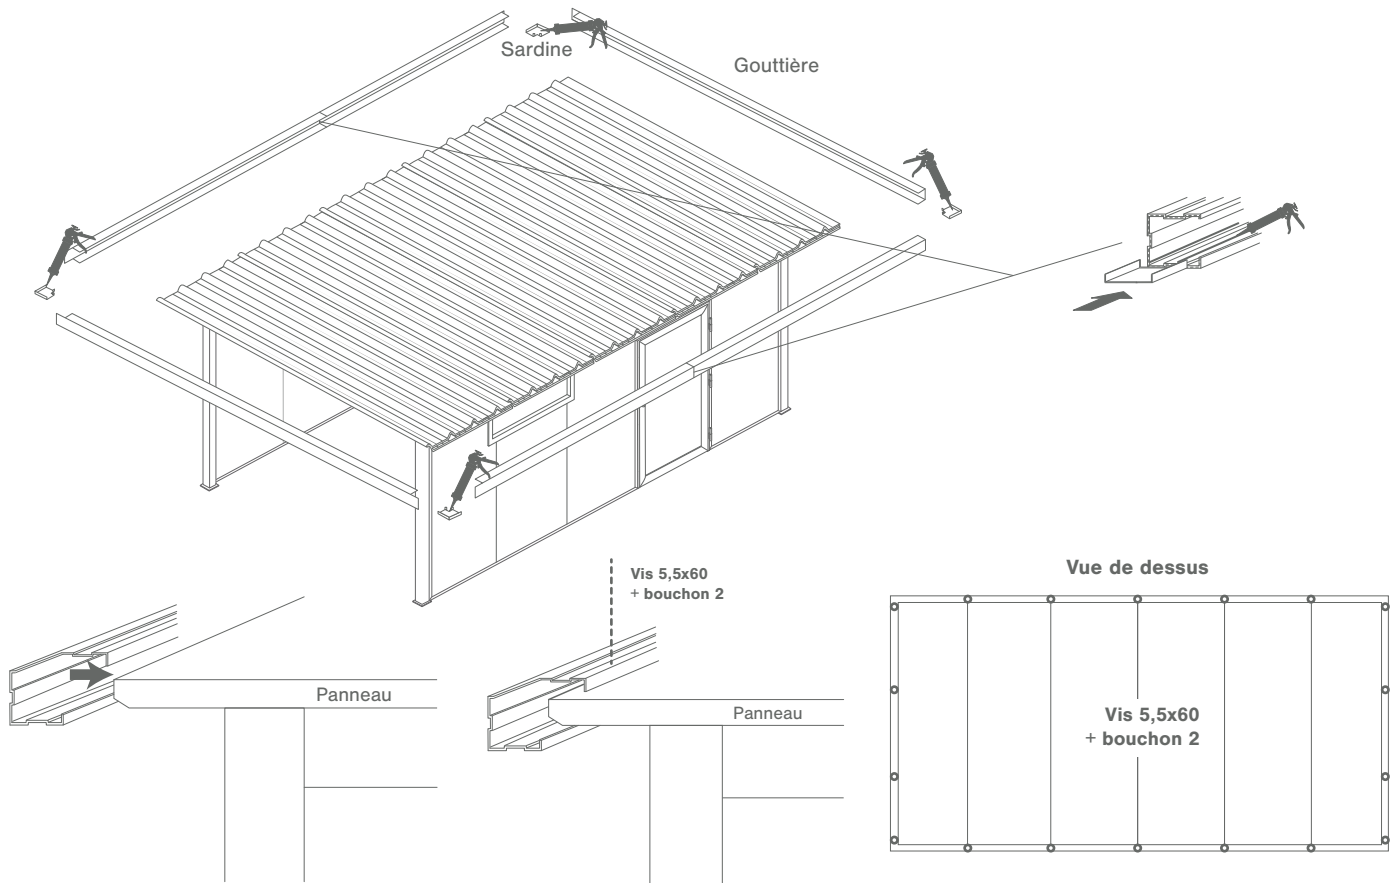 Sardine
Gouttière
Vis 5,5x60
+ bouchon 2
Vue de dessus
Panneau
Panneau
Vis 5,5x60
+ bouchon 2